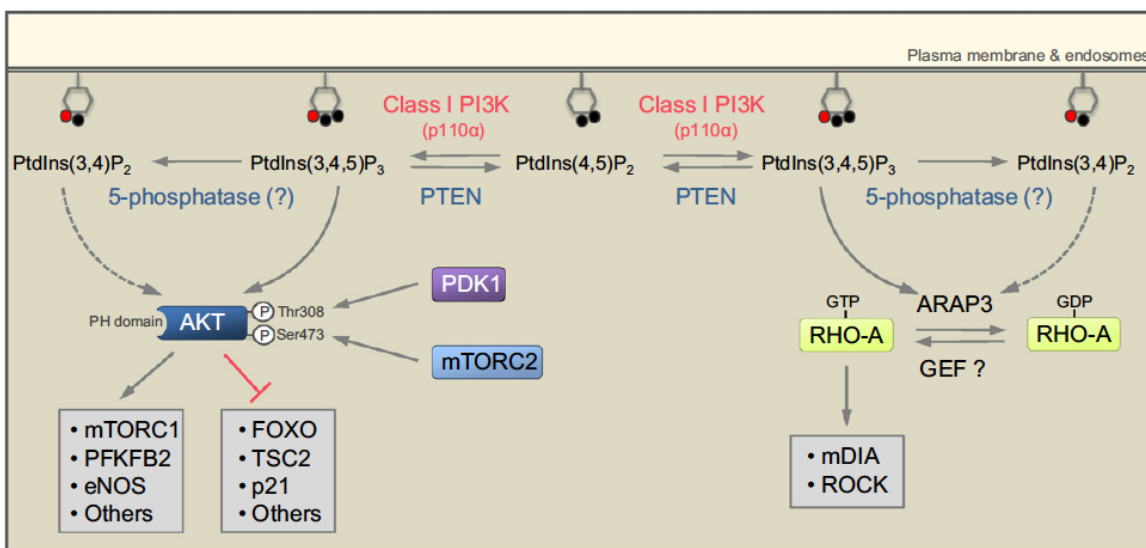 Plasma membrane & endosomes
Class I PI3K
(p110α)
Class I PI3K
(p110α)
PtdIns(3,4)P2
PtdIns(3,4,5)P3
PtdIns(4,5)P2
PtdIns(3,4,5)P3
PtdIns(3,4)P2
5-phosphatase (?)
PTEN
PTEN
5-phosphatase (?)
PDK1
PH domain
AKT
P
Thr308
P
Ser473
mTORC2
GTP
RHO-A
ARAP3
GEF ?
GDP
RHO-A
• mTORC1
• PFKFB2
• eNOS
• Others
• FOXO
• TSC2
• p21
• Others
• mDIA
• ROCK